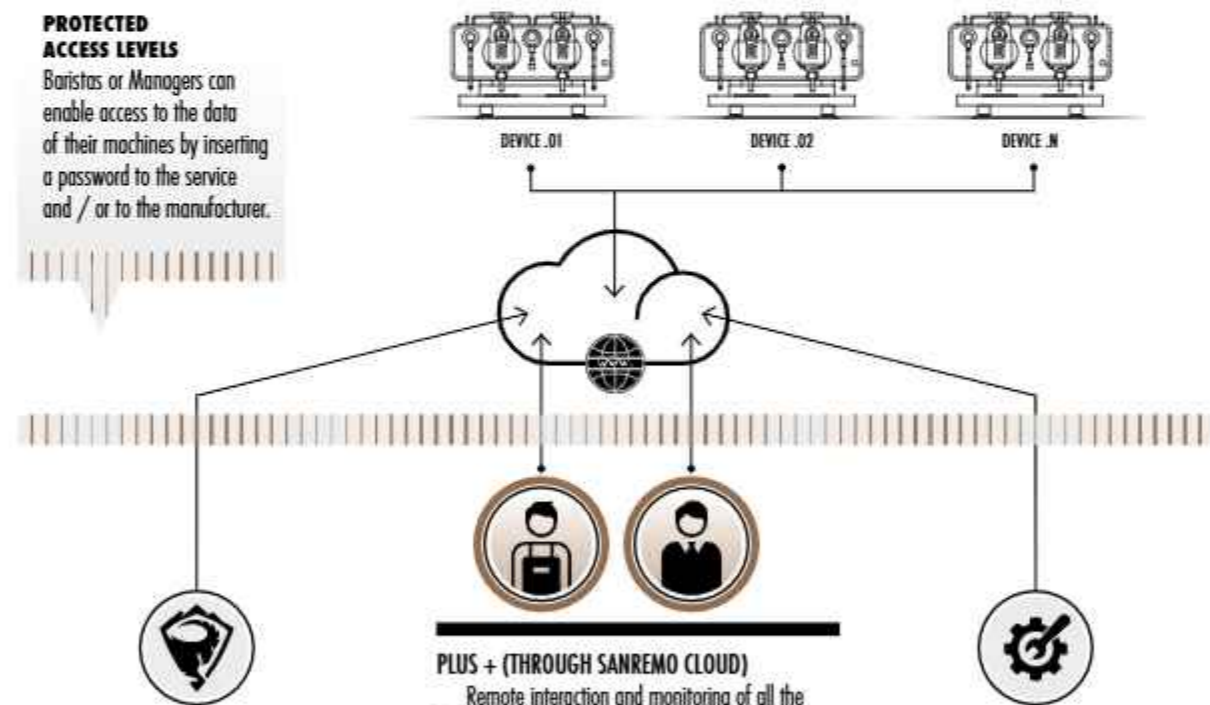 PROTECTED
ACCESS LEVELS
Baristas or Managers can
enable access to the data
of their machines by inserting
a password to the service
and / or to the manufacturer.
DEVICE .01
DEVICE .02
DEVICE .N
www
PLUS + (THROUGH SANREMO CLOUD)
Remote interaction and monitoring of all the